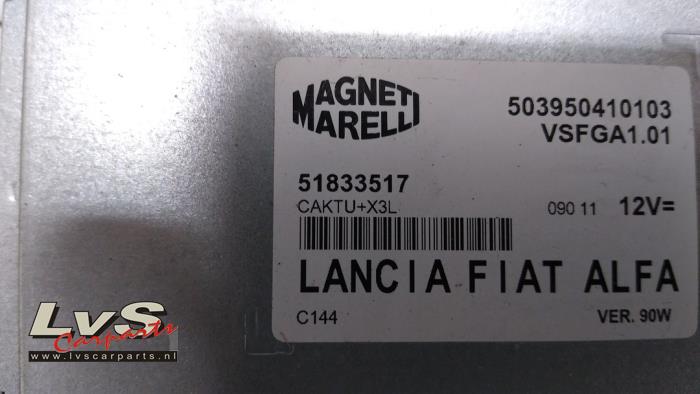 MAGNETI
MARELLI
503950410103
VSFGA1.01
51833517
CAKTU+X3L
090 11 12V=
LANCIA FIAT ALFA
C144
VER. 90W
LvS
Carparts
www.lvscarparts.nl